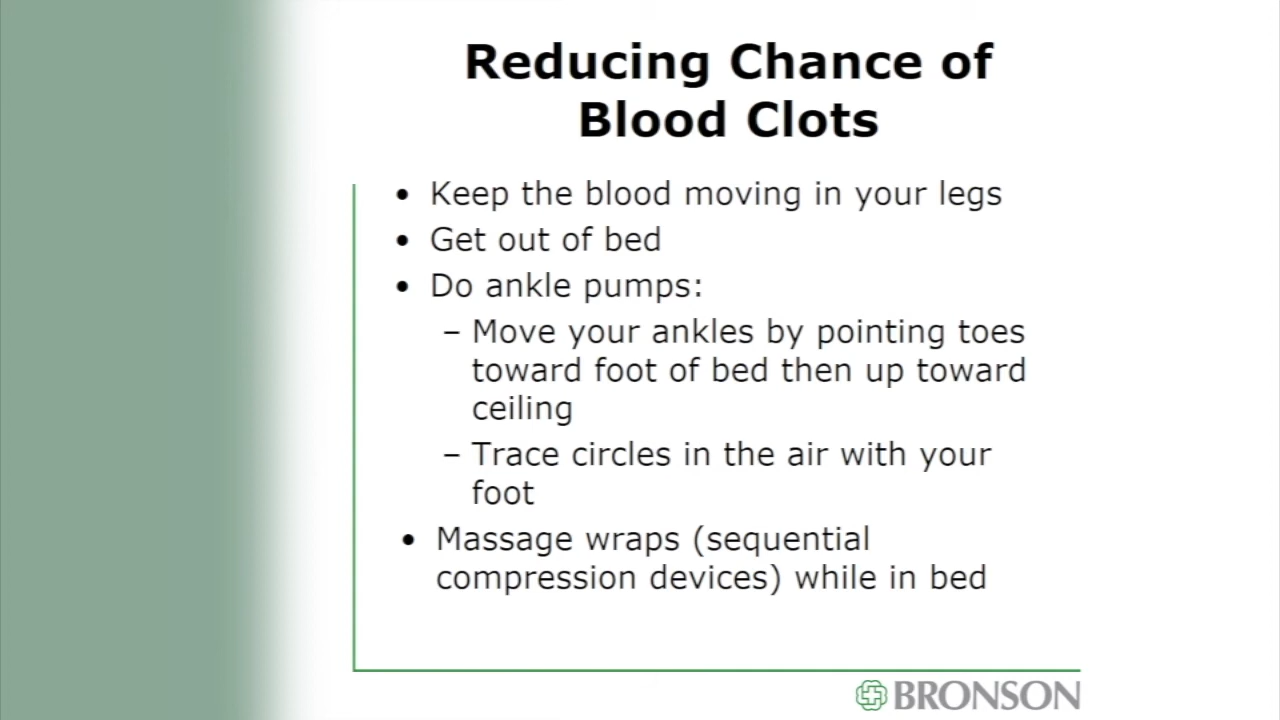 Reducing Chance of
Blood Clots
• Keep the blood moving in your legs
• Get out of bed
• Do ankle pumps:
– Move your ankles by pointing toes
toward foot of bed then up toward
ceiling
– Trace circles in the air with your
foot
• Massage wraps (sequential
compression devices) while in bed
BRONSON